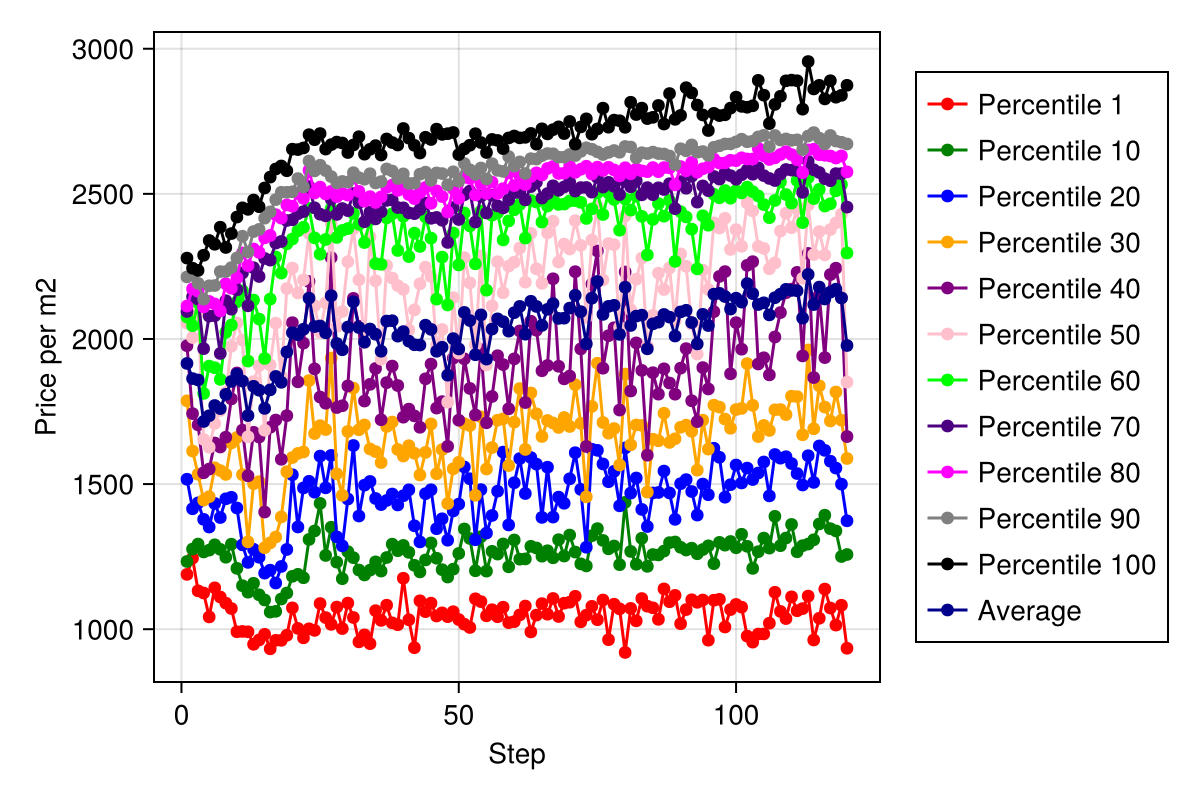 3000
2500
2000
1500
1000
Price per m2
0
50
100
Step
Percentile 1
Percentile 10
Percentile 20
Percentile 30
Percentile 40
Percentile 50
Percentile 60
Percentile 70
Percentile 80
Percentile 90
Percentile 100
Average